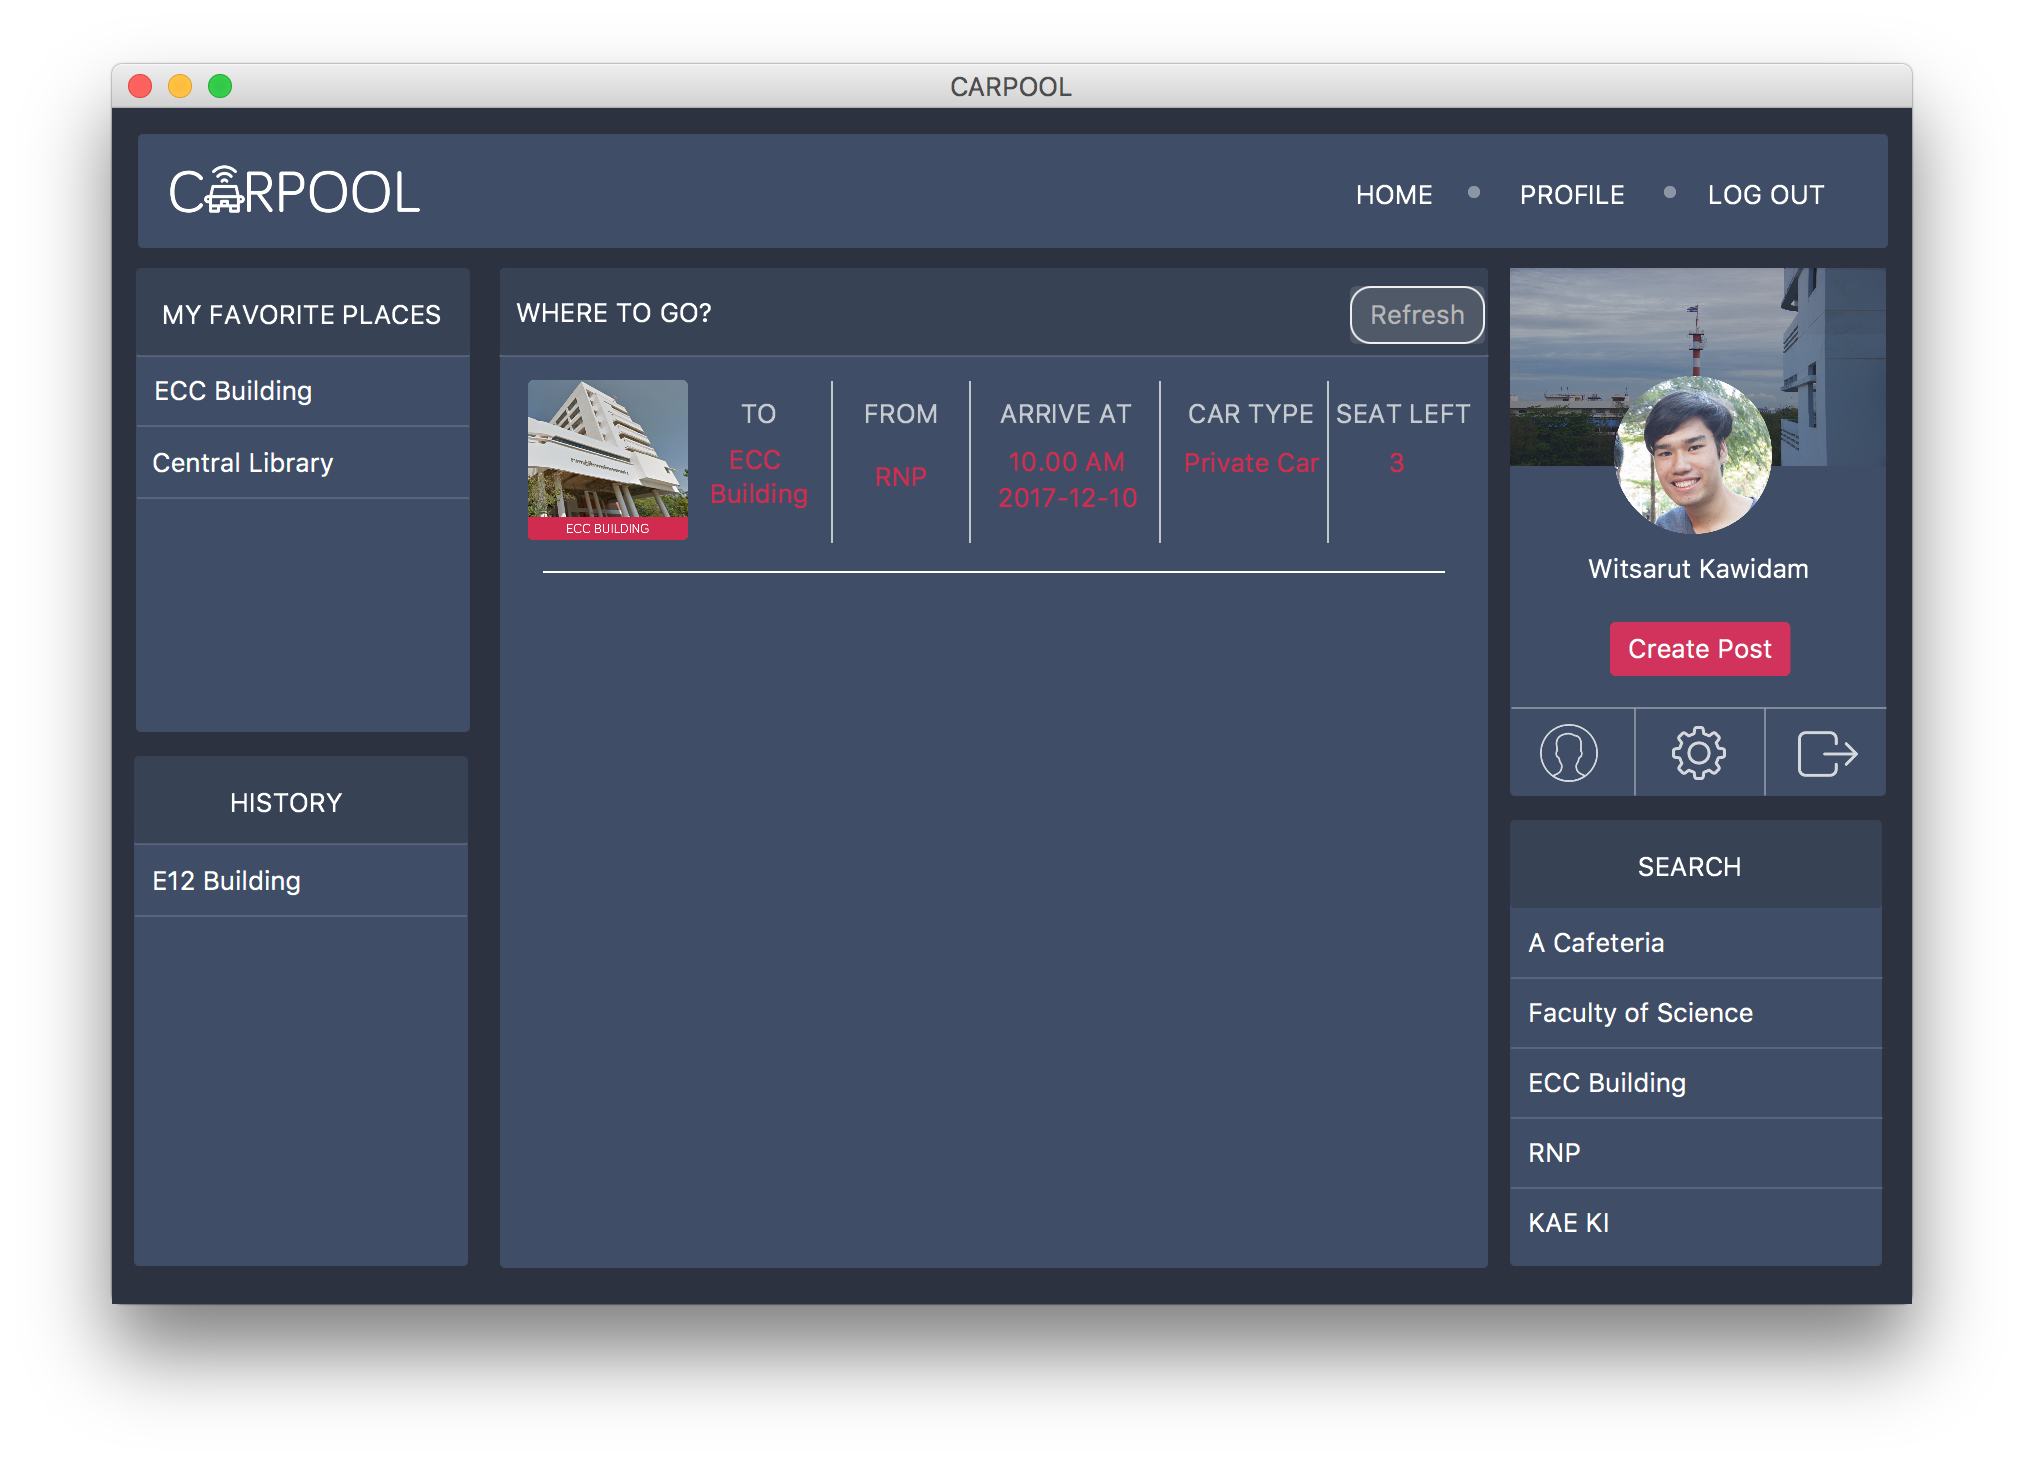 CARPOOL
CARPOOL
HOME
PROFILE
LOG OUT
MY FAVORITE PLACES
ECC Building
Central Library
HISTORY
E12 Building
WHERE TO GO?
Refresh
ECC BUILDING
TO
ECC
Building
FROM
RNP
ARRIVE AT
10.00 AM
2017-12-10
CAR TYPE
Private Car
SEAT LEFT
3
Witsarut Kawidam
Create Post
SEARCH
A Cafeteria
Faculty of Science
ECC Building
RNP
KAE KI